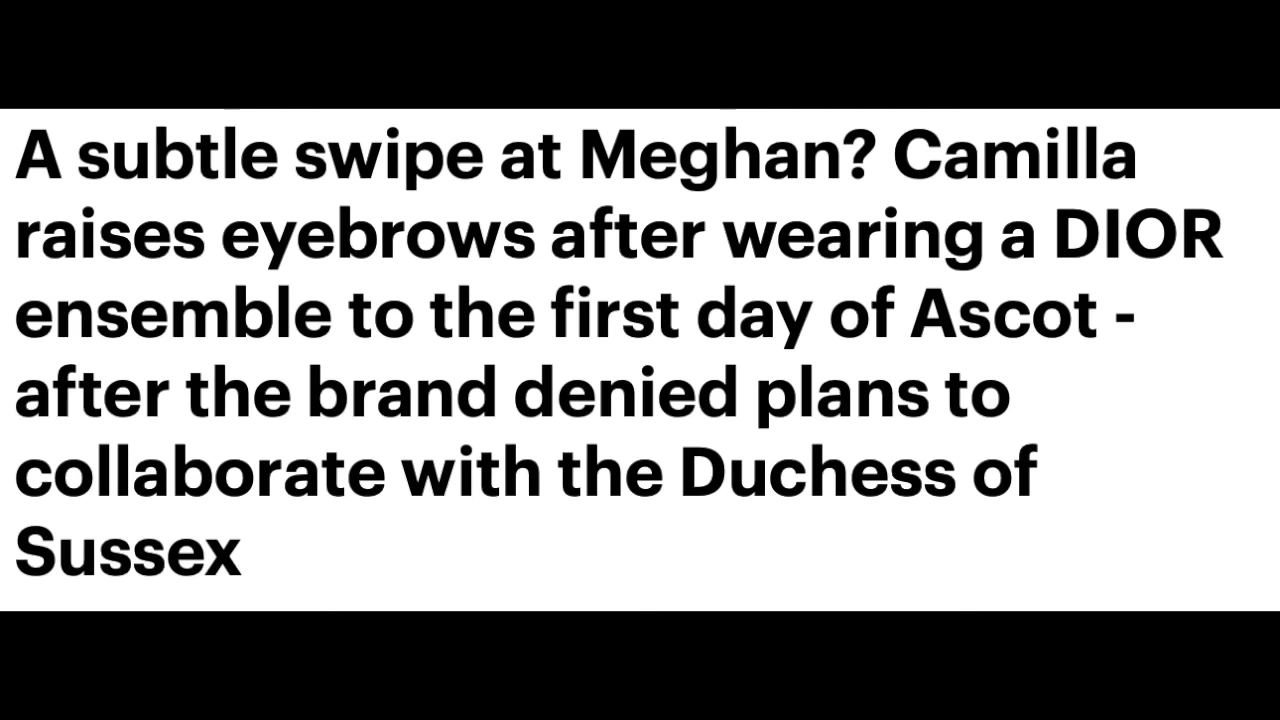 A subtle swipe at Meghan? Camilla
raises eyebrows after wearing a DIOR
ensemble to the first day of Ascot -
after the brand denied plans to
collaborate with the Duchess of
Sussex